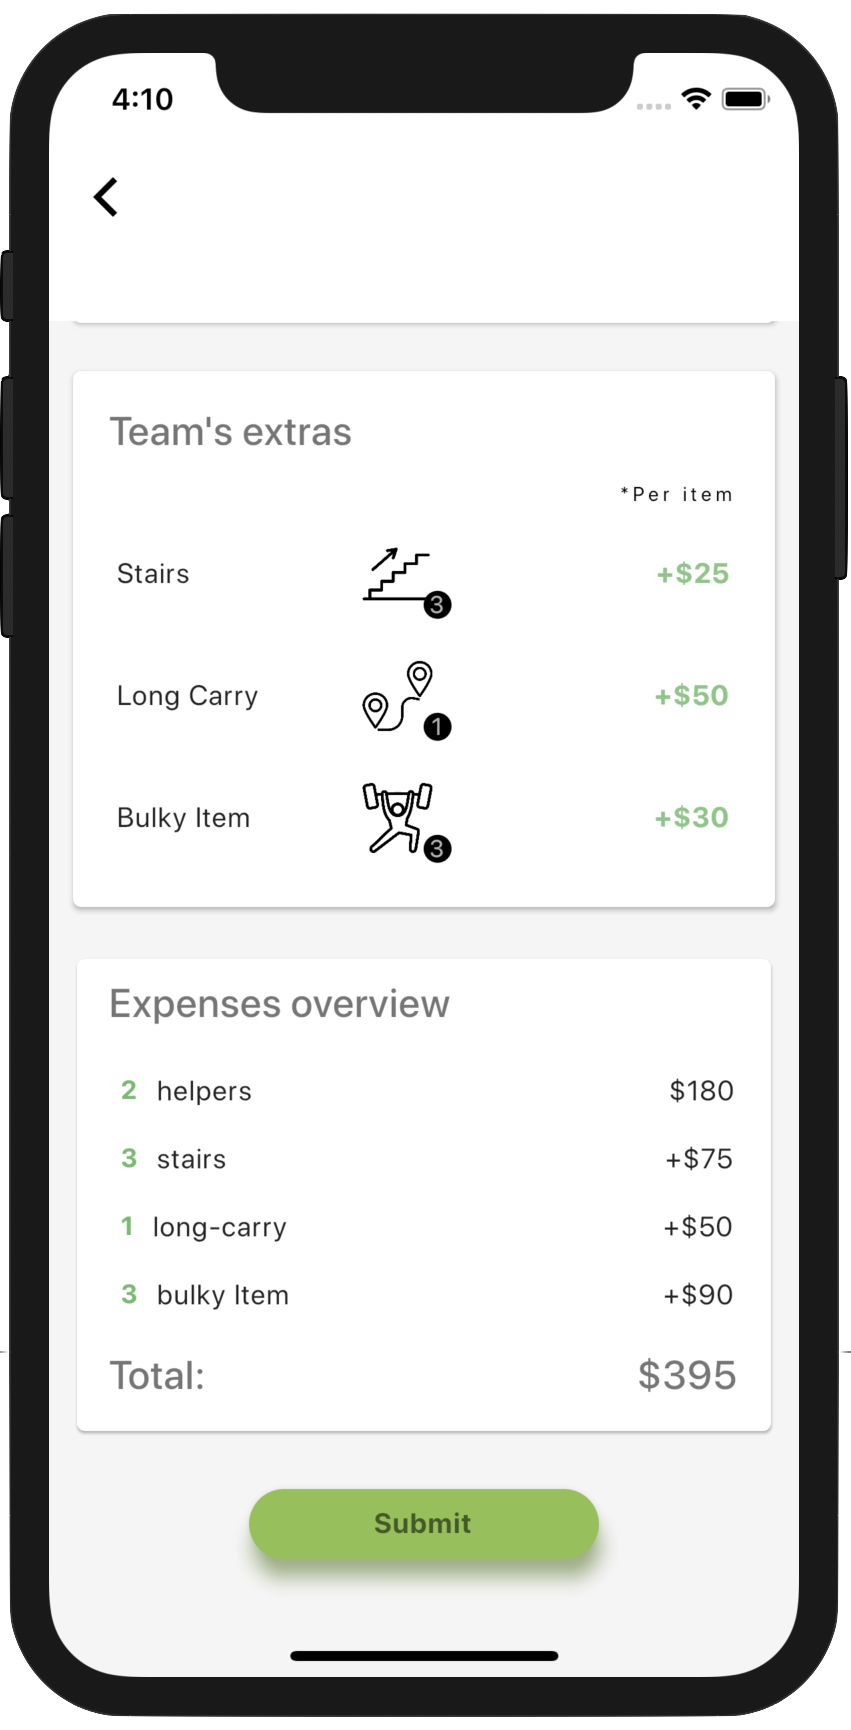 4:10
Team's extras
*Per item
Stairs 3 +$25
Long Carry 1 +$50
Bulky Item 3 +$30
Expenses overview
2 helpers $180
3 stairs +$75
1 long-carry +$50
3 bulky Item +$90
Total: $395
Submit